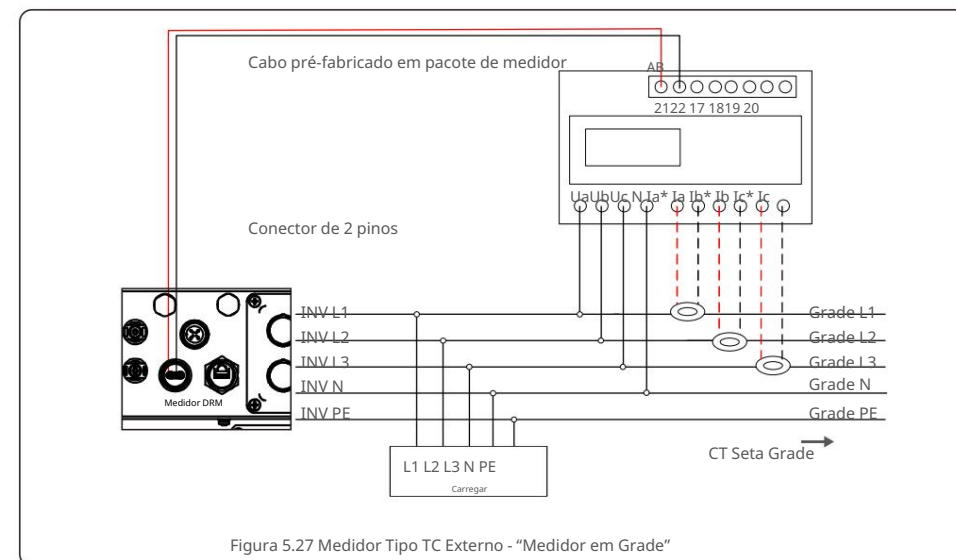 Cabo pré-fabricado em pacote de medidor
AB
2122 17 1819 20
UaUbUc N Ia* Ia Ib* Ib Ic* Ic
Conector de 2 pinos
INV L1
Grade L1
INV L2
Grade L2
INV L3
Grade L3
INV N
Grade N
INV PE
Grade PE
Medidor DRM
CT Seta Grade
L1 L2 L3 N PE
Carregar
Figura 5.27 Medidor Tipo TC Externo - “Medidor em Grade”